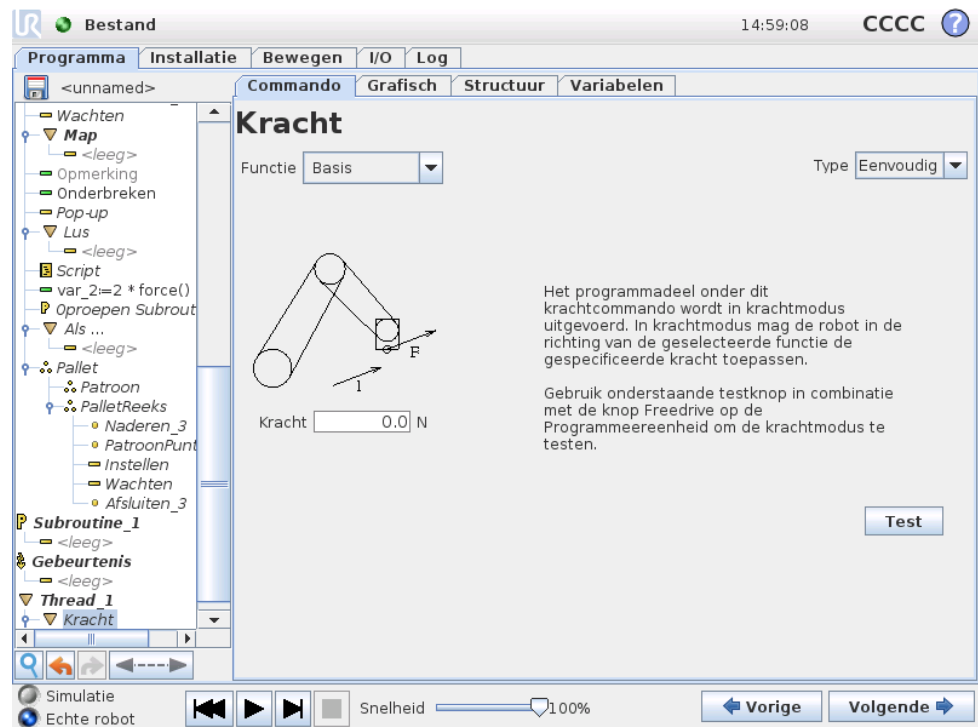 UR Bestand 14:59:08 CCCC ?
Programma Installatie Bewegen I/O Log
<unnamed>
Commando Grafisch Structuur Variabelen
Wachten
Map
<leeg>
Opmerking
Onderbreken
Pop-up
Lus
<leeg>
Script
var_2:=2 * force()
P Oproepen Subrout
Als ...
<leeg>
Pallet
Patroon
PalletReeks
Naderen_3
PatroonPunt
Instellen
Wachten
Afsluiten_3
P Subroutine_1
<leeg>
Gebeurtenis
<leeg>
Thread_1
Kracht
Kracht
Functie Basis
Type Eenvoudig
F
1
Kracht 0.0 N
Het programmadeel onder dit
krachtcommando wordt in krachtmodus
uitgevoerd. In krachtmodus mag de robot in de
richting van de geselecteerde functie de
gespecificeerde kracht toepassen.
Gebruik onderstaande testknop in combinatie
met de knop Freedrive op de
Programmeereenheid om de krachtmodus te
testen.
Test
Simulatie
Echte robot
Snelheid 100%
Vorige Volgende